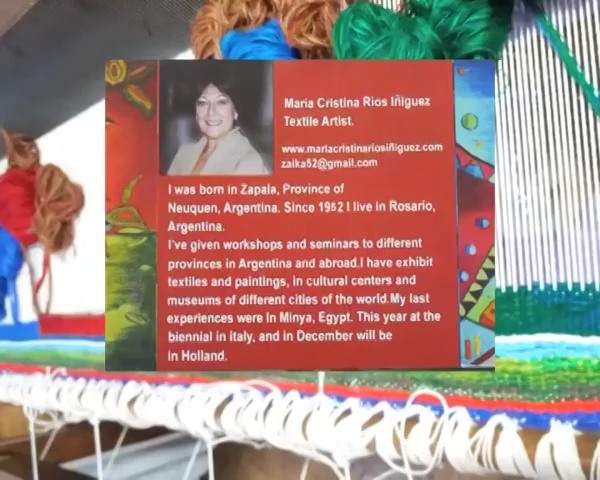 Maria Cristina Rios Iñiguez
Textile Artist.
www.mariacristinariosiñiguez.com
zaika52@gmail.com
I was born in Zapala, Province of
Neuquen, Argentina. Since 1962 I live in Rosario,
Argentina.
I've given workshops and seminars to different
provinces in Argentina and abroad.I have exhibit
textiles and paintings, in cultural centers and
museums of different cities of the world.My last
experiences were in Minya, Egypt. This year at the
biennial in italy, and in December will be
in Holland.